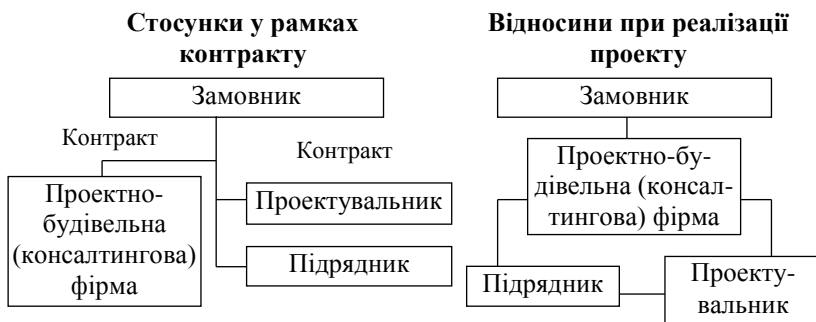 Стосунки у рамках
контракту
Замовник
Контракт
Контракт
Проектно-
будівельна
(консалтингова)
фірма
Проектувальник
Підрядник
Відносини при реалізації
проекту
Замовник
Проектно-бу-
дівельна (консал-
тингова) фірма
Підрядник
Проекту-
вальник